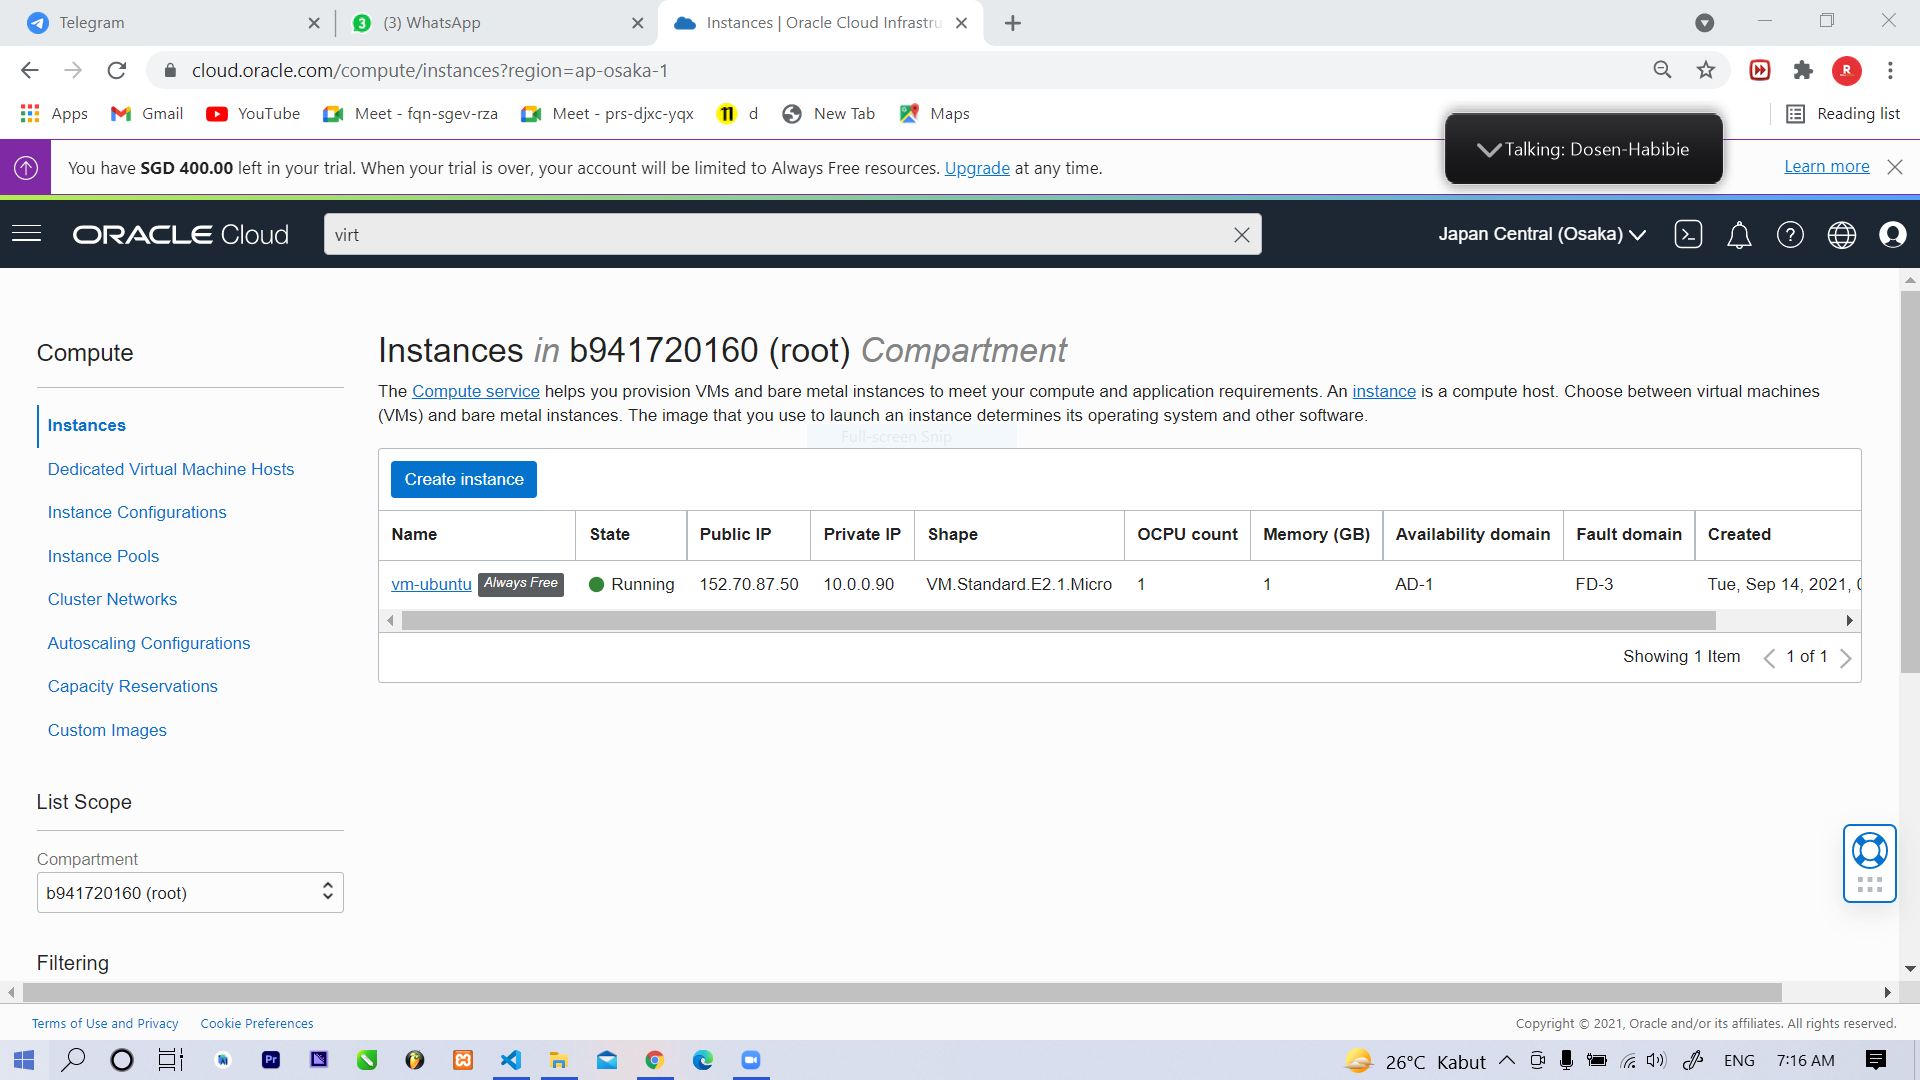 Telegram
(3) WhatsApp
Instances | Oracle Cloud Infrastru
cloud.oracle.com/compute/instances?region=ap-osaka-1
Apps
Gmail
YouTube
Meet - fqn-sgev-rza
Meet - prs-djxc-yqx
d
New Tab
Maps
Reading list
You have SGD 400.00 left in your trial. When your trial is over, your account will be limited to Always Free resources. Upgrade at any time.
Talking: Dosen-Habibie
Learn more
ORACLE Cloud
virt
Japan Central (Osaka)
Compute
Instances
Dedicated Virtual Machine Hosts
Instance Configurations
Instance Pools
Cluster Networks
Autoscaling Configurations
Capacity Reservations
Custom Images
List Scope
Compartment
b941720160 (root)
Filtering
Instances in b941720160 (root) Compartment
The Compute service helps you provision VMs and bare metal instances to meet your compute and application requirements. An instance is a compute host. Choose between virtual machines
(VMs) and bare metal instances. The image that you use to launch an instance determines its operating system and other software.
Full-screen Snip
Create instance
Name State Public IP Private IP Shape OCPU count Memory (GB) Availability domain Fault domain Created
vm-ubuntu Always Free Running 152.70.87.50 10.0.0.90 VM.Standard.E2.1.Micro 1 1 AD-1 FD-3 Tue, Sep 14, 2021,
Showing 1 Item 1 of 1
Terms of Use and Privacy
Cookie Preferences
Copyright © 2021, Oracle and/or its affiliates. All rights reserved.
26°C Kabut
ENG
7:16 AM